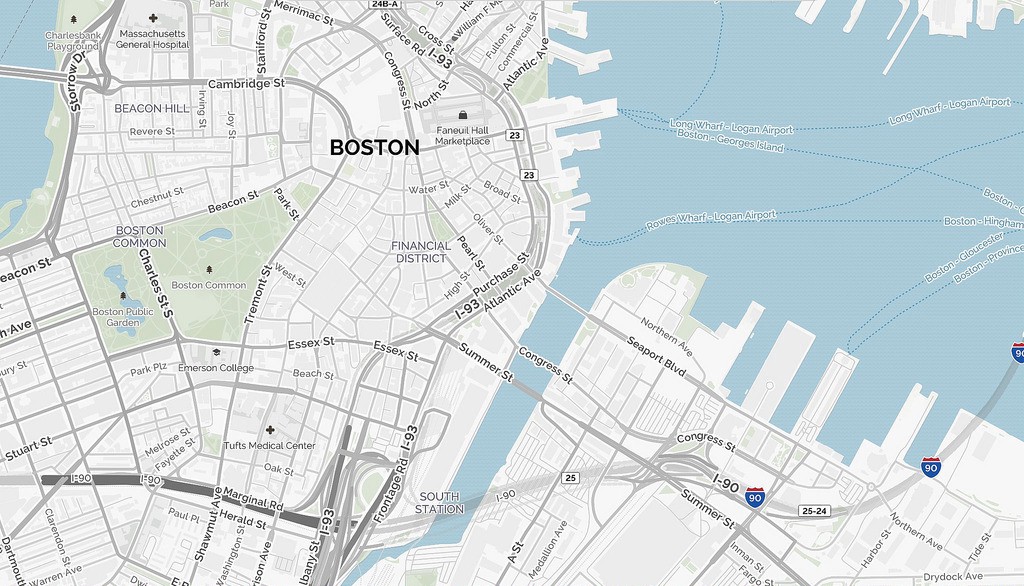 24B-A
Park
Merrimac St
Charlesbank
Playground
Massachusetts
General Hospital
Staniford St
Surface Rd
Cross St
I-93
William F M
Fulton St
Commercial St
Atlantic Ave
Storrow Dr
Cambridge St
Congress St
North St
BEACON HILL
Irving St
Joy St
Revere St
Faneuil Hall
Marketplace
23
BOSTON
23
Long Wharf - Logan Airport
Long Wharf - Logan Airport
Boston - Georges Island
Chestnut St
Beacon St
Park St
Water St
Milk St
Broad St
Rowes Wharf - Logan Airport
Boston - Hingham
BOSTON
COMMON
Oliver St
FINANCIAL
DISTRICT
Pearl St
Beacon St
Charles St S
Boston Common
Tremont St
West St
High St
Purchase St
Atlantic Ave
I-93
Boston - Gloucester
Boston - Province
Boston Public
Garden
Emerson College
Essex St
Essex St
Summer St
Congress St
Northern Ave
Seaport Blvd
Park Plz
Beach St
90
Stuart St
Melrose St
Fayette St
Tufts Medical Center
Oak St
I-93
Frontage Rd
Congress St
I-90
I-90
Marginal Rd
Herald St
SOUTH
STATION
I-90
25
I-90
90
90
25-24
Summer St
Paul Pl
Shawmut Ave
Washington St
I-93
Albany St
Clarendon St
Dartmouth
Warren Ave
A St
Medallion Ave
Inman St
Fargo St
Harbor St
Northern Ave
Tide St
Drydock Ave